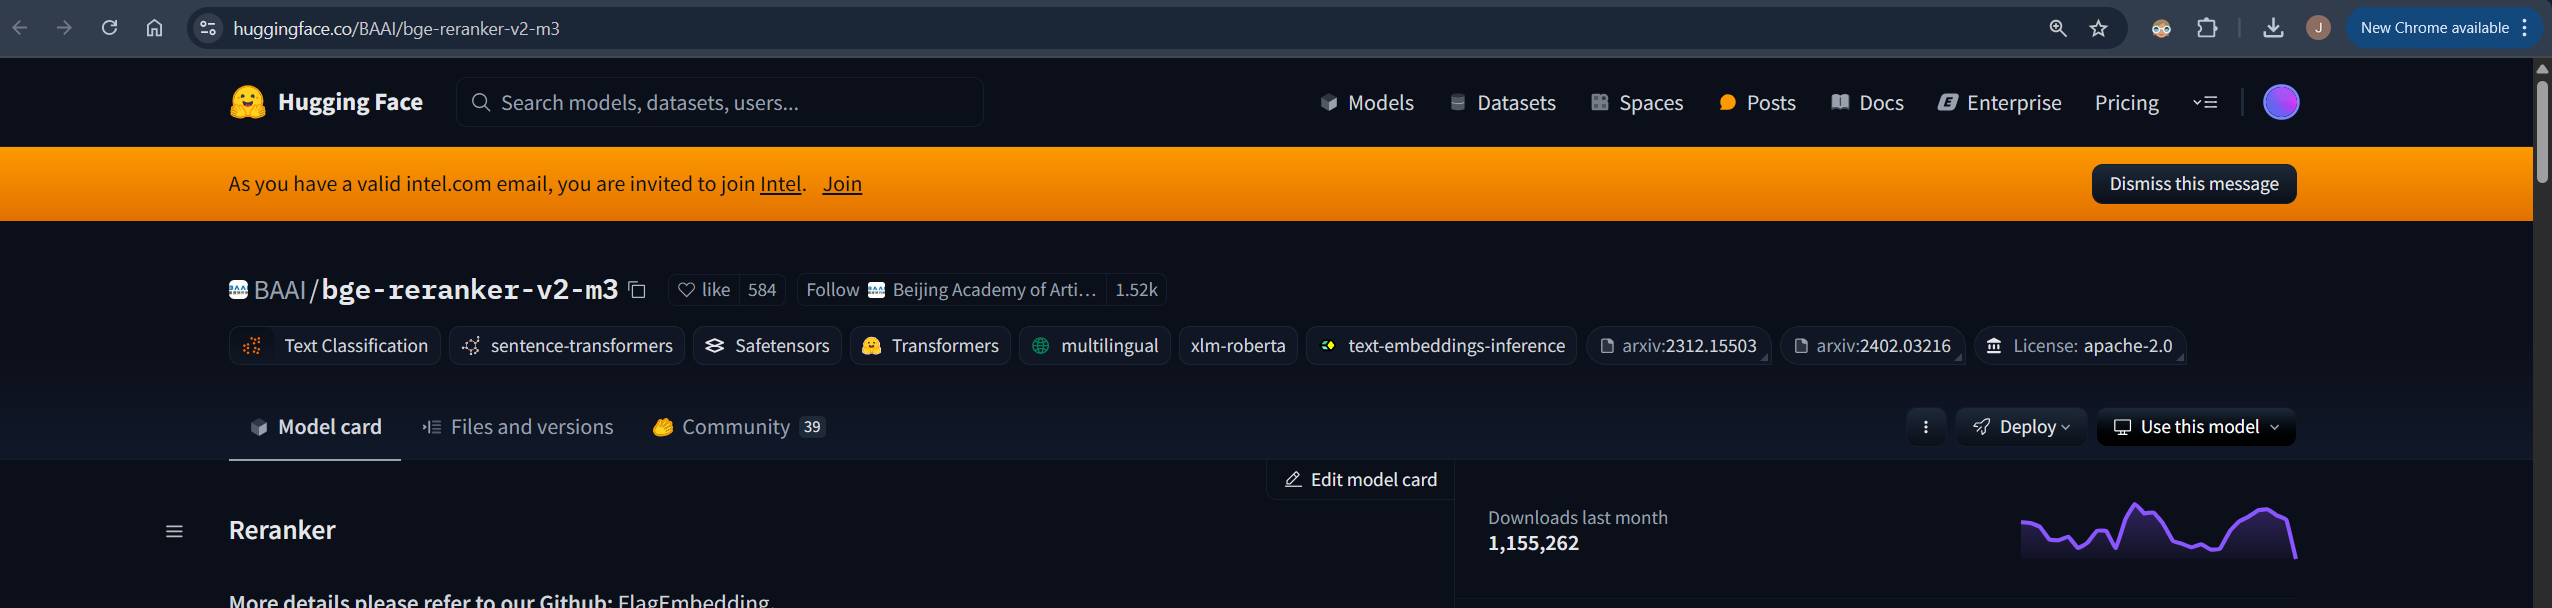 huggingface.co/BAAI/bge-reranker-v2-m3
J
New Chrome available
Hugging Face
Search models, datasets, users...
Models
Datasets
Spaces
Posts
Docs
Enterprise
Pricing
As you have a valid intel.com email, you are invited to join Intel. Join
Dismiss this message
BAAI/bge-reranker-v2-m3
like 584
Follow Beijing Academy of Arti... 1.52k
Text Classification
sentence-transformers
Safetensors
Transformers
multilingual
xlm-roberta
text-embeddings-inference
arxiv:2312.15503
arxiv:2402.03216
License: apache-2.0
Model card
Files and versions
Community 39
Deploy
Use this model
Edit model card
Reranker
Downloads last month
1,155,262
More details please refer to our Github: FlagEmbedding.